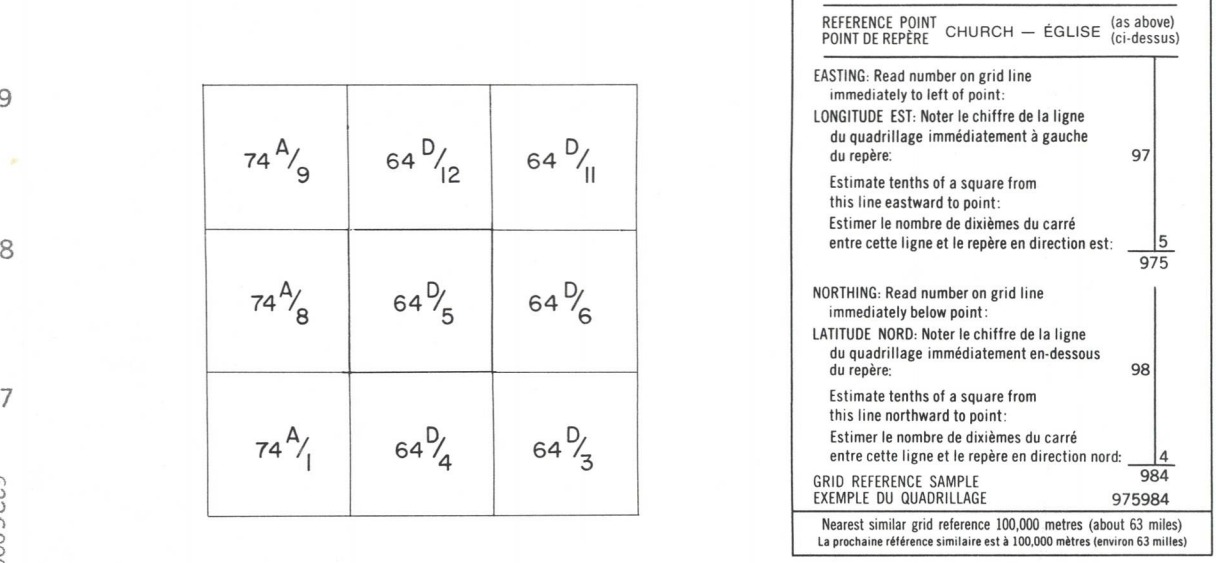 9
8
7
74 A/9 64 D/12 64 D/11
74 A/8 64 D/5 64 D/6
74 A/1 64 D/4 64 D/3
REFERENCE POINT
POINT DE REPÈRE
CHURCH — ÉGLISE
(as above)
(ci-dessus)
EASTING: Read number on grid line
immediately to left of point:
LONGITUDE EST: Noter le chiffre de la ligne
du quadrillage immédiatement à gauche
du repère: 97
Estimate tenths of a square from
this line eastward to point:
Estimer le nombre de dixièmes du carré
entre cette ligne et le repère en direction est: 5
975
NORTHING: Read number on grid line
immediately below point:
LATITUDE NORD: Noter le chiffre de la ligne
du quadrillage immédiatement en-dessous
du repère: 98
Estimate tenths of a square from
this line northward to point:
Estimer le nombre de dixièmes du carré
entre cette ligne et le repère en direction nord: 4
984
GRID REFERENCE SAMPLE
EXEMPLE DU QUADRILLAGE 975984
Nearest similar grid reference 100,000 metres (about 63 miles)
La prochaine référence similaire est à 100,000 mètres (environ 63 milles)